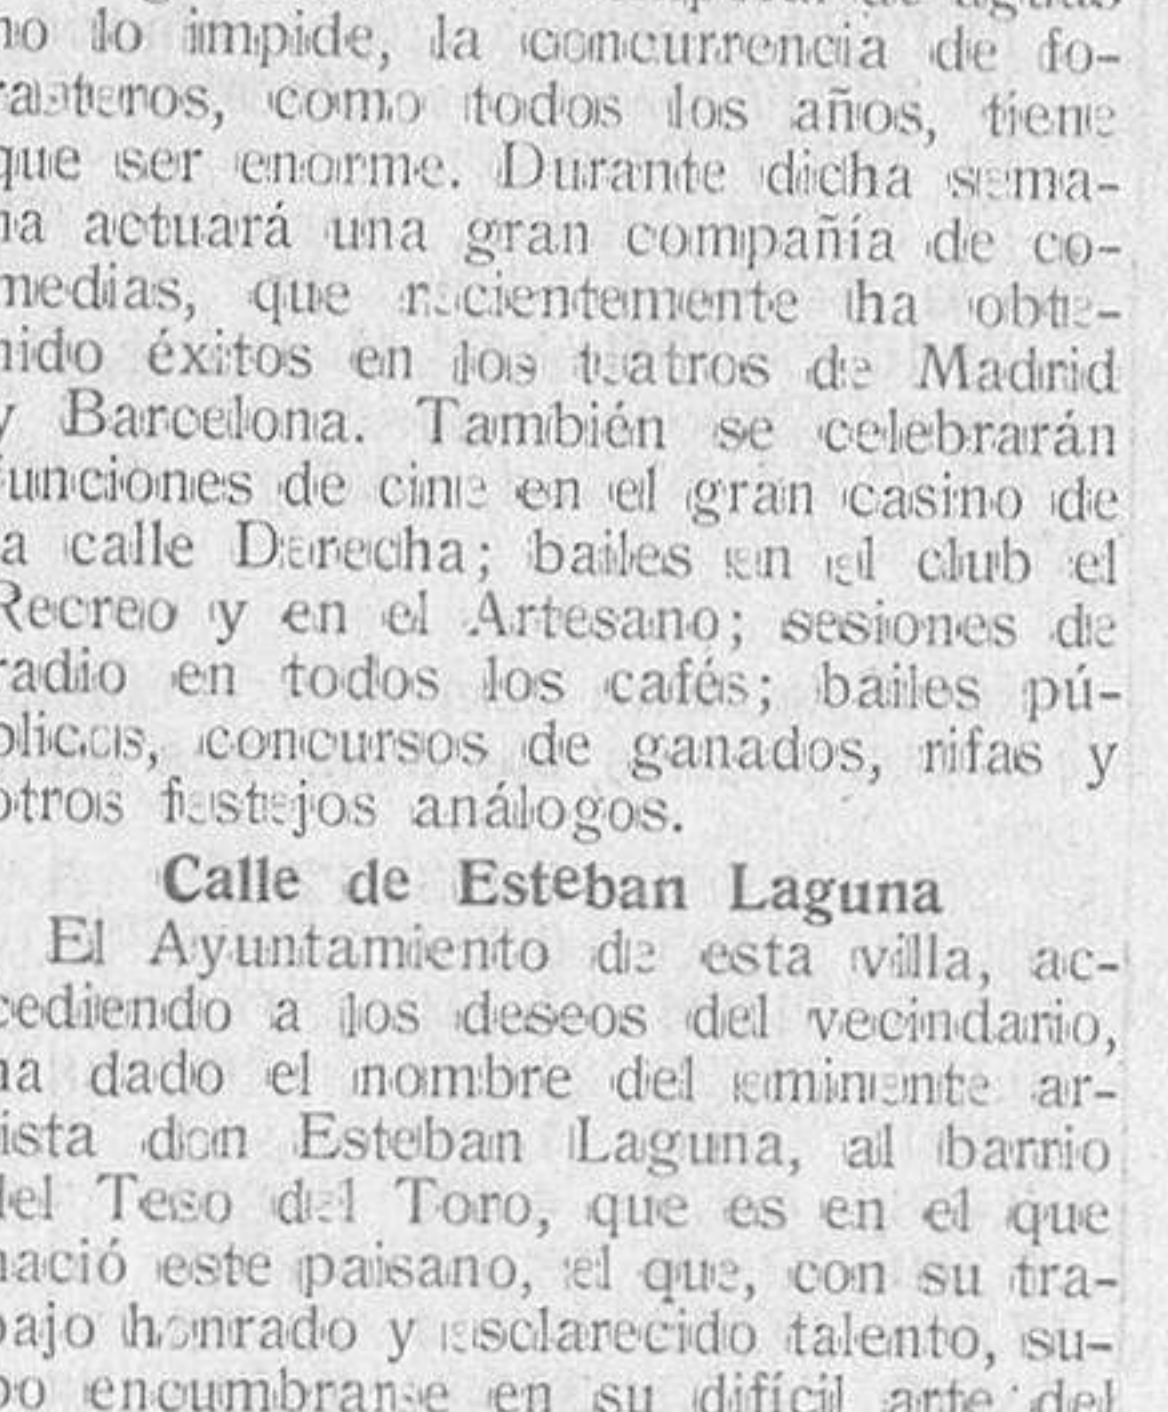 no lo impide, la concurrencia de fo-
rasteros, como todos los años, tiene
que ser enorme. Durante dicha sema-
na actuará una gran compañía de co-
medias, que recientemente ha obte-
nido éxitos en los teatros de Madrid
y Barcelona. También se celebrarán
funciones de cine en el gran casino de
la calle Derecha; bailes en el club el
Recreo y en el Artesano; sesiones de
radio en todos los cafés; bailes pú-
blicos, concursos de ganados, rifas y
otros festejos análogos.
Calle de Esteban Laguna
El Ayuntamiento de esta villa, ac-
cediendo a los deseos del vecindario,
ha dado el nombre del eminente ar-
tista don Esteban Laguna, al barrio
del Teso del Toro, que es en el que
nació este paisano, el que, con su tra-
bajo honrado y esclarecido talento, su-
po encumbrarse en su difícil arte del